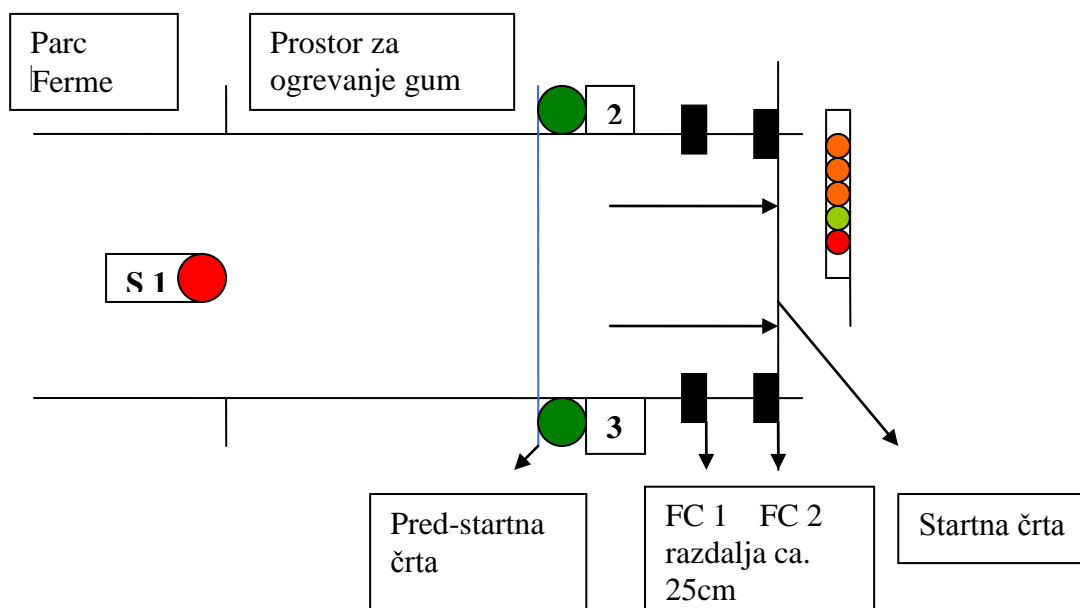 Parc
Ferme
Prostor za
ogrevanje gum
2
S 1
3
Pred-startna
črta
FC 1 FC 2
razdalja ca.
25cm
Startna črta